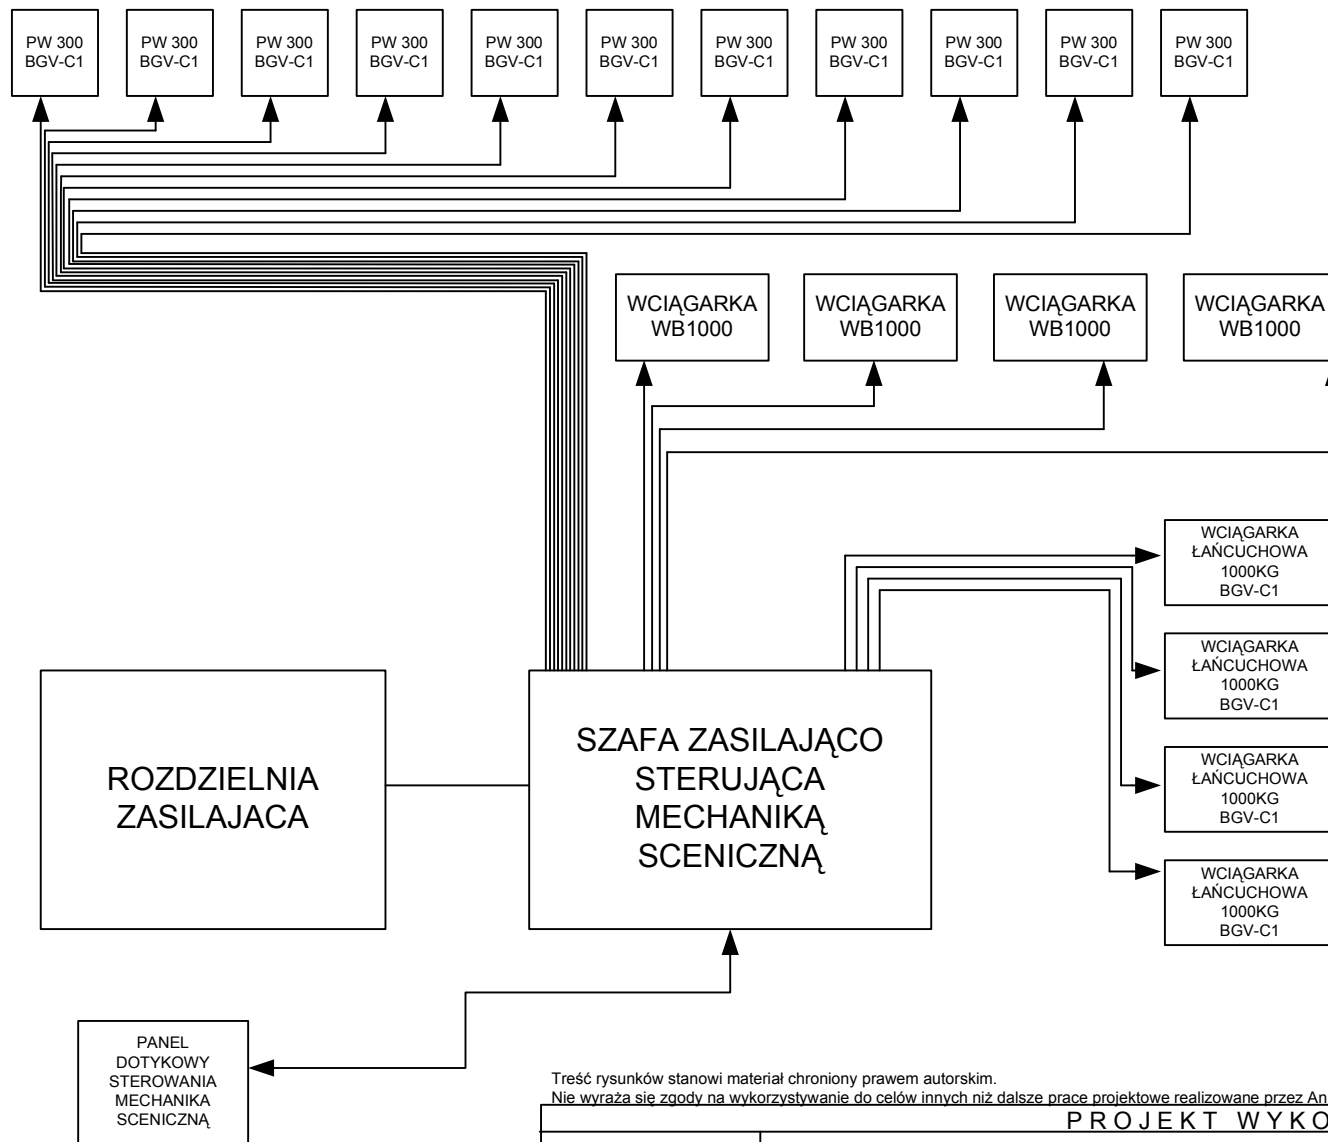 PW 300
BGV-C1
PW 300
BGV-C1
PW 300
BGV-C1
PW 300
BGV-C1
PW 300
BGV-C1
PW 300
BGV-C1
PW 300
BGV-C1
PW 300
BGV-C1
PW 300
BGV-C1
PW 300
BGV-C1
PW 300
BGV-C1
WCIĄGARKA
WB1000
WCIĄGARKA
WB1000
WCIĄGARKA
WB1000
WCIĄGARKA
WB1000
WCIĄGARKA
ŁAŃCUCHOWA
1000KG
BGV-C1
WCIĄGARKA
ŁAŃCUCHOWA
1000KG
BGV-C1
WCIĄGARKA
ŁAŃCUCHOWA
1000KG
BGV-C1
WCIĄGARKA
ŁAŃCUCHOWA
1000KG
BGV-C1
ROZDZIELNIA
ZASILAJACA
SZAFA ZASILAJĄCO
STERUJĄCA
MECHANIKĄ
SCENICZNĄ
PANEL
DOTYKOWY
STEROWANIA
MECHANIKA
SCENICZNĄ
Treść rysunków stanowi materiał chroniony prawem autorskim.
Nie wyraża się zgody na wykorzystywanie do celów innych niż dalsze prace projektowe realizowane przez An
PROJEKT WYKO